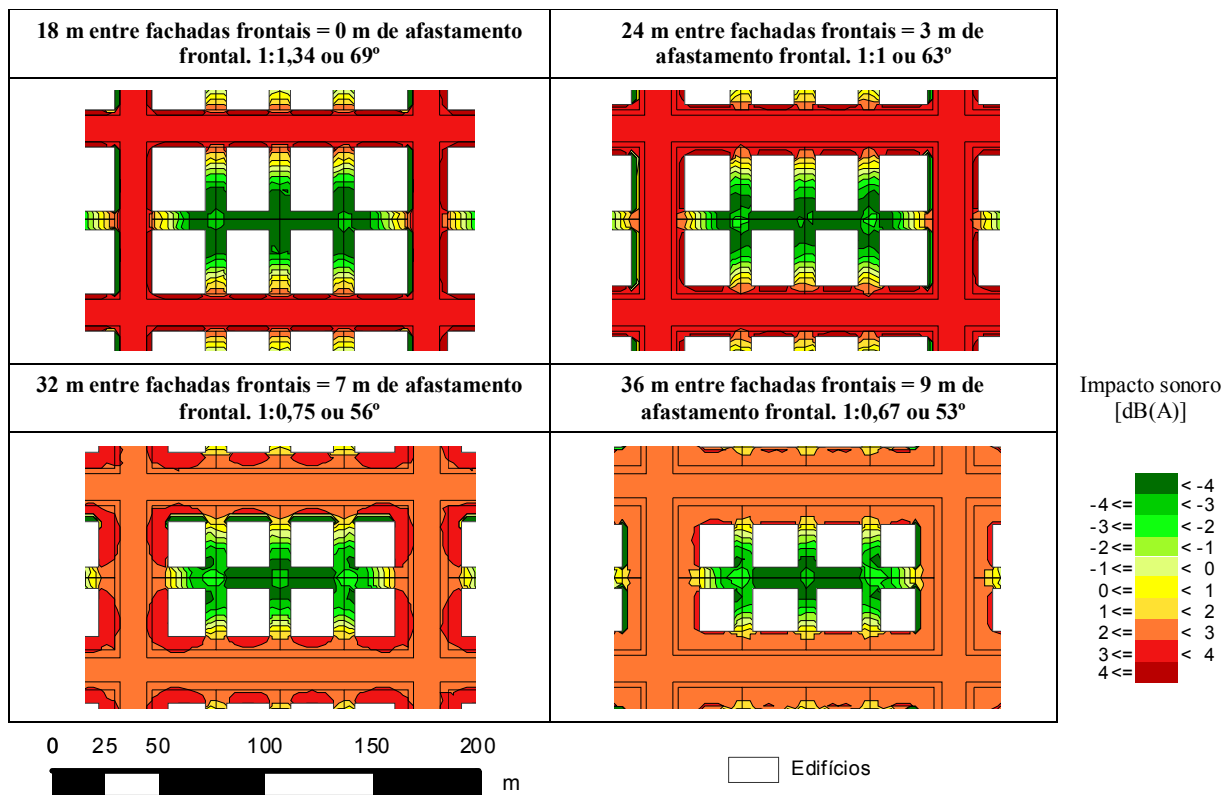 18 m entre fachadas frontais = 0 m de afastamento
frontal. 1:1,34 ou 69º
24 m entre fachadas frontais = 3 m de
afastamento frontal. 1:1 ou 63º
32 m entre fachadas frontais = 7 m de afastamento
frontal. 1:0,75 ou 56º
36 m entre fachadas frontais = 9 m de
afastamento frontal. 1:0,67 ou 53º
Impacto sonoro
[dB(A)]
< -4
-4 <= < -3
-3 <= < -2
-2 <= < -1
-1 <= < 0
0 <= < 1
1 <= < 2
2 <= < 3
3 <= < 4
4 <=
0 25 50 100 150 200
m
Edifícios